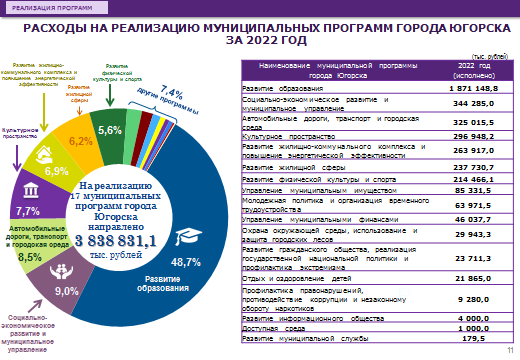 РЕАЛИЗАЦИЯ ПРОГРАММ
РАСХОДЫ НА РЕАЛИЗАЦИЮ МУНИЦИПАЛЬНЫХ ПРОГРАММ ГОРОДА ЮГОРСКА
ЗА 2022 ГОД
Развитие жилищно-
коммунального комплекса и
повышение энергетической
эффективности
Развитие
жилищной
сферы
Развитие
физической
культуры и спорта
7,4%
другие программы
Культурное
пространство
5,6%
6,2%
6,9%
7,7%
Автомобильные
дороги, транспорт
и городская среда
8,5%
9,0%
48,7%
Развитие
образования
На реализацию
17 муниципальных
программ города
Югорска
направлено
3 838 831,1
тыс. рублей
Социально-
экономическое
развитие и
муниципальное
управление
(тыс. рублей)
Наименование муниципальной программы
города Югорска
2022 год
(исполнено)
Развитие образования 1 871 148,8
Социально-экономическое развитие и
муниципальное управление 344 285,0
Автомобильные дороги, транспорт и городская
среда 325 015,5
Культурное пространство 296 948,2
Развитие жилищно-коммунального комплекса и
повышение энергетической эффективности 263 917,0
Развитие жилищной сферы 237 730,7
Развитие физической культуры и спорта 214 466,1
Управление муниципальным имуществом 85 331,5
Молодежная политика и организация временного
трудоустройства 63 971,5
Управление муниципальными финансами 46 037,7
Охрана окружающей среды, использование и
защита городских лесов 29 943,3
Развитие гражданского общества, реализация
государственной национальной политики и
профилактика экстремизма 23 711,3
Отдых и оздоровление детей 21 865,0
Профилактика правонарушений,
противодействие коррупции и незаконному
обороту наркотиков 9 280,0
Развитие информационного общества 4 000,0
Доступная среда 1 000,0
Развитие муниципальной службы 179,5
11